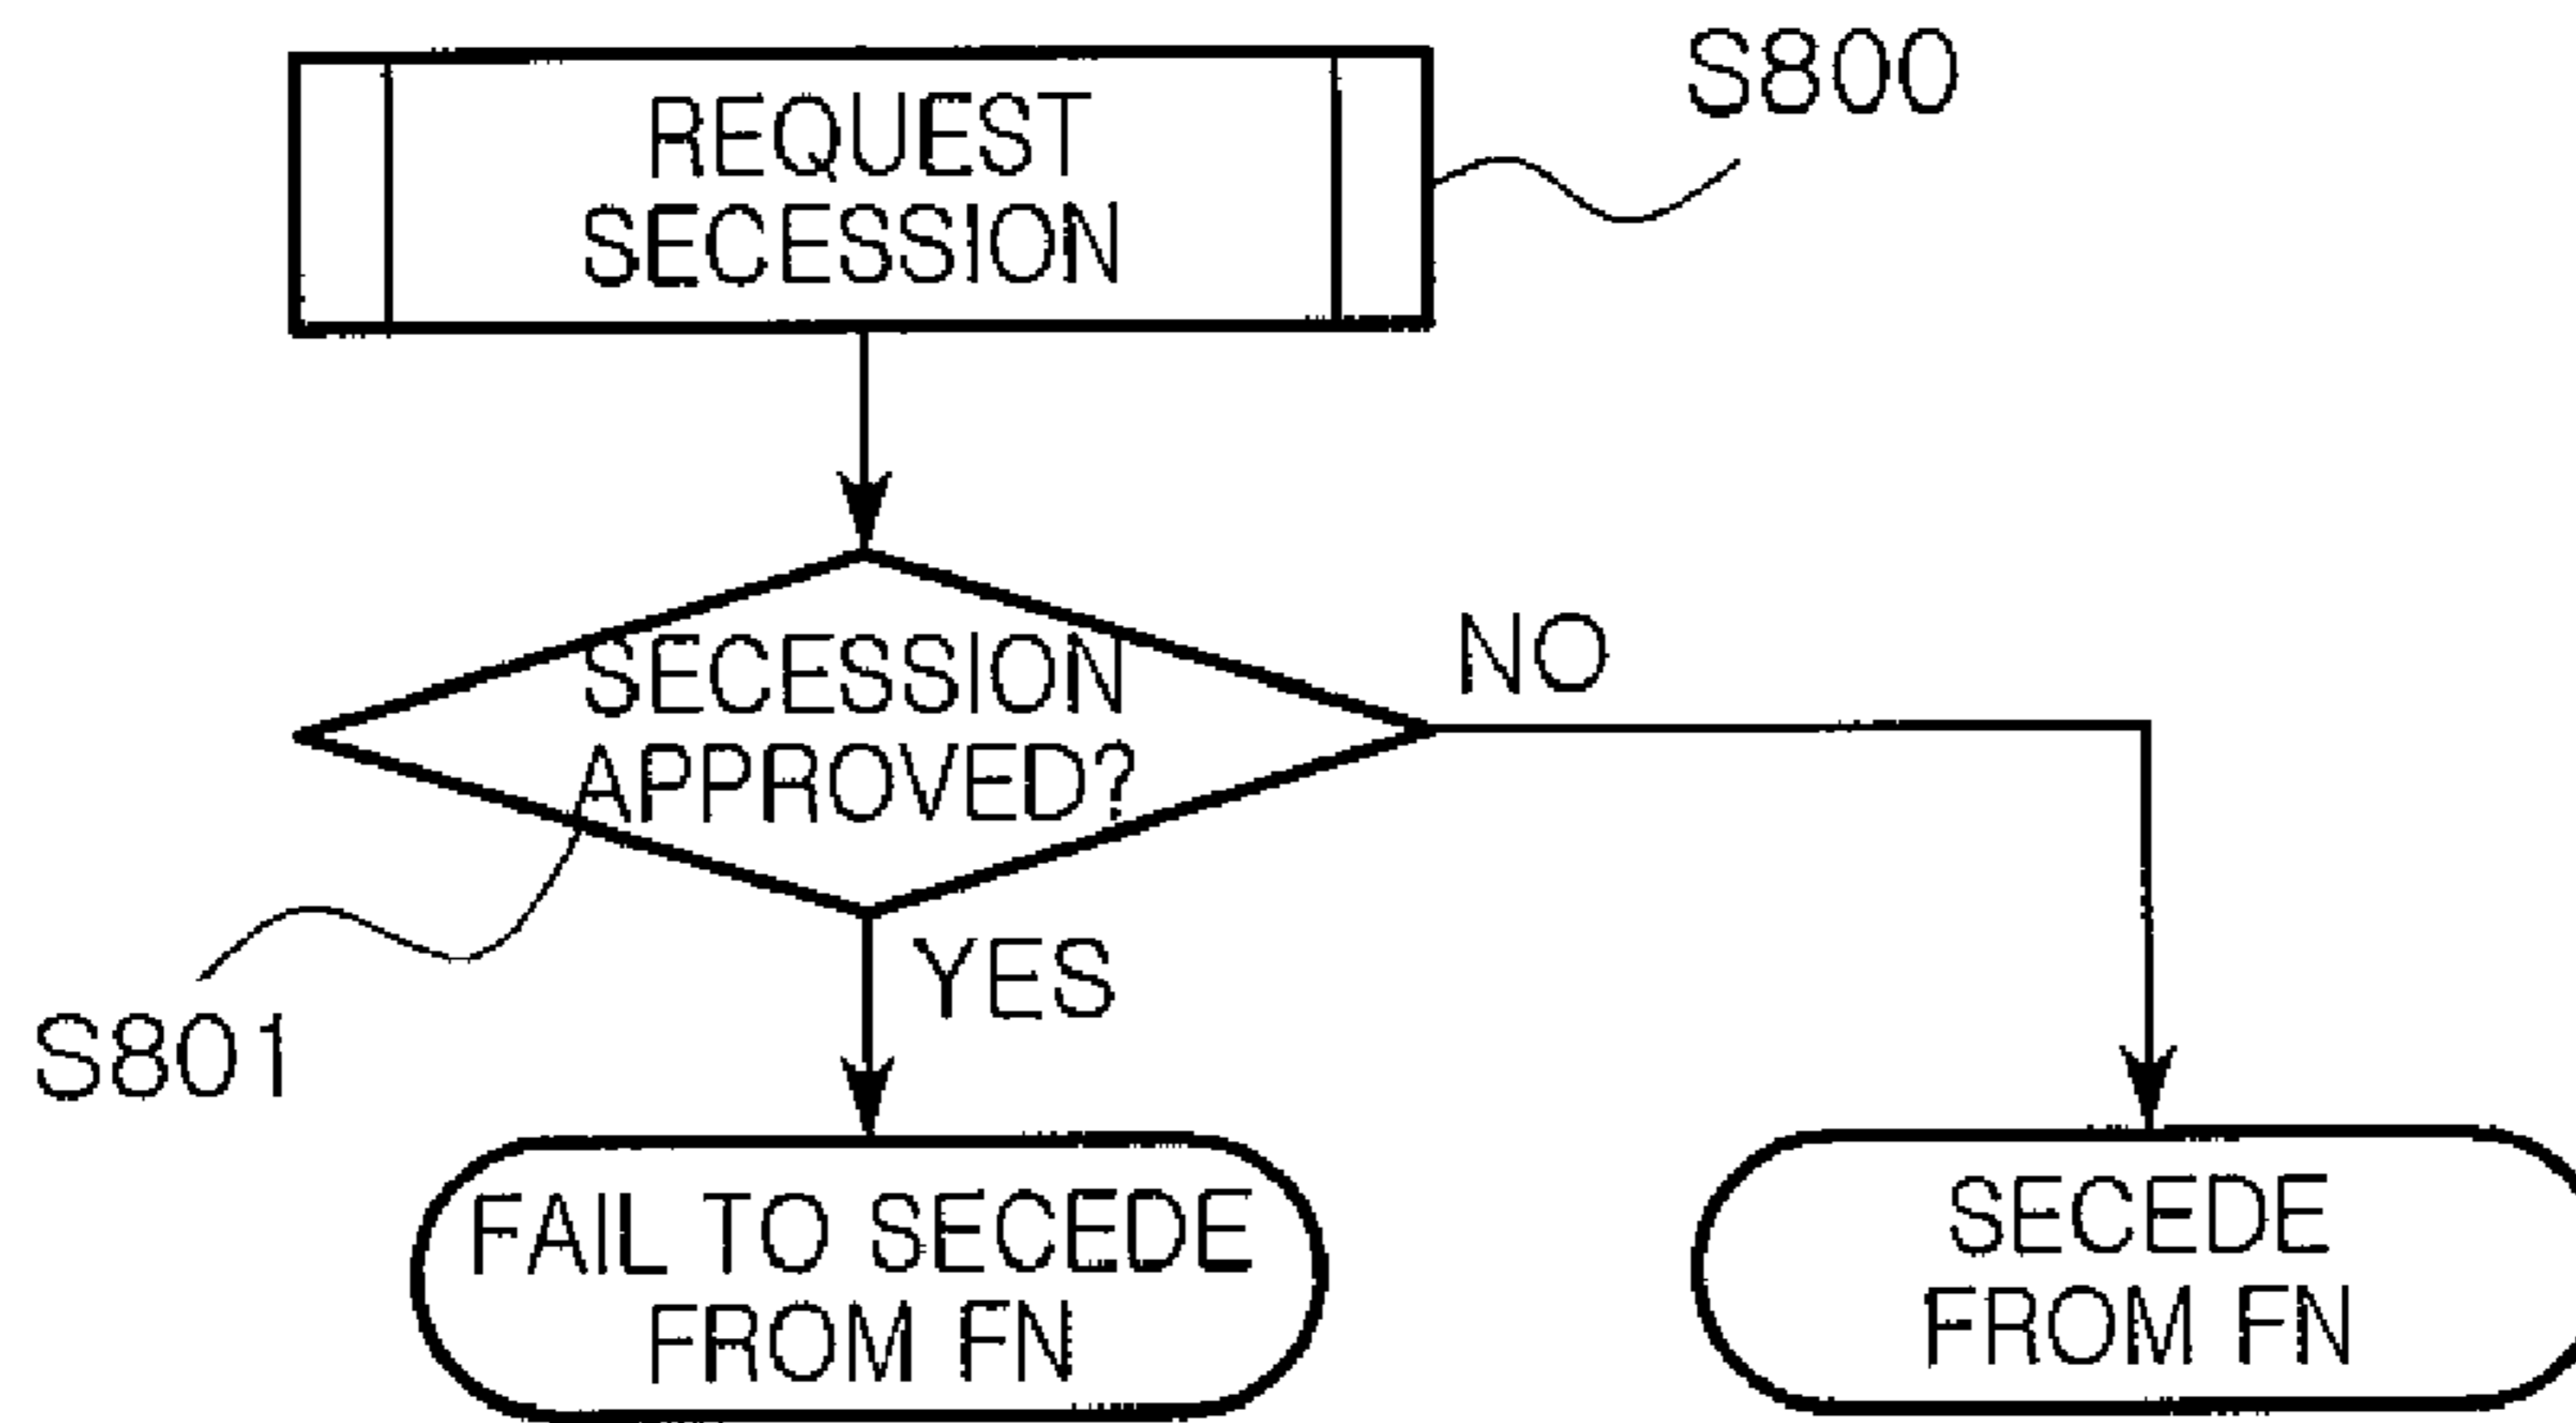 REQUEST
SECESSION
S800
SECESSION
APPROVED?
NO
YES
S801
FAIL TO SECEDE
FROM FN
SECEDE
FROM FN